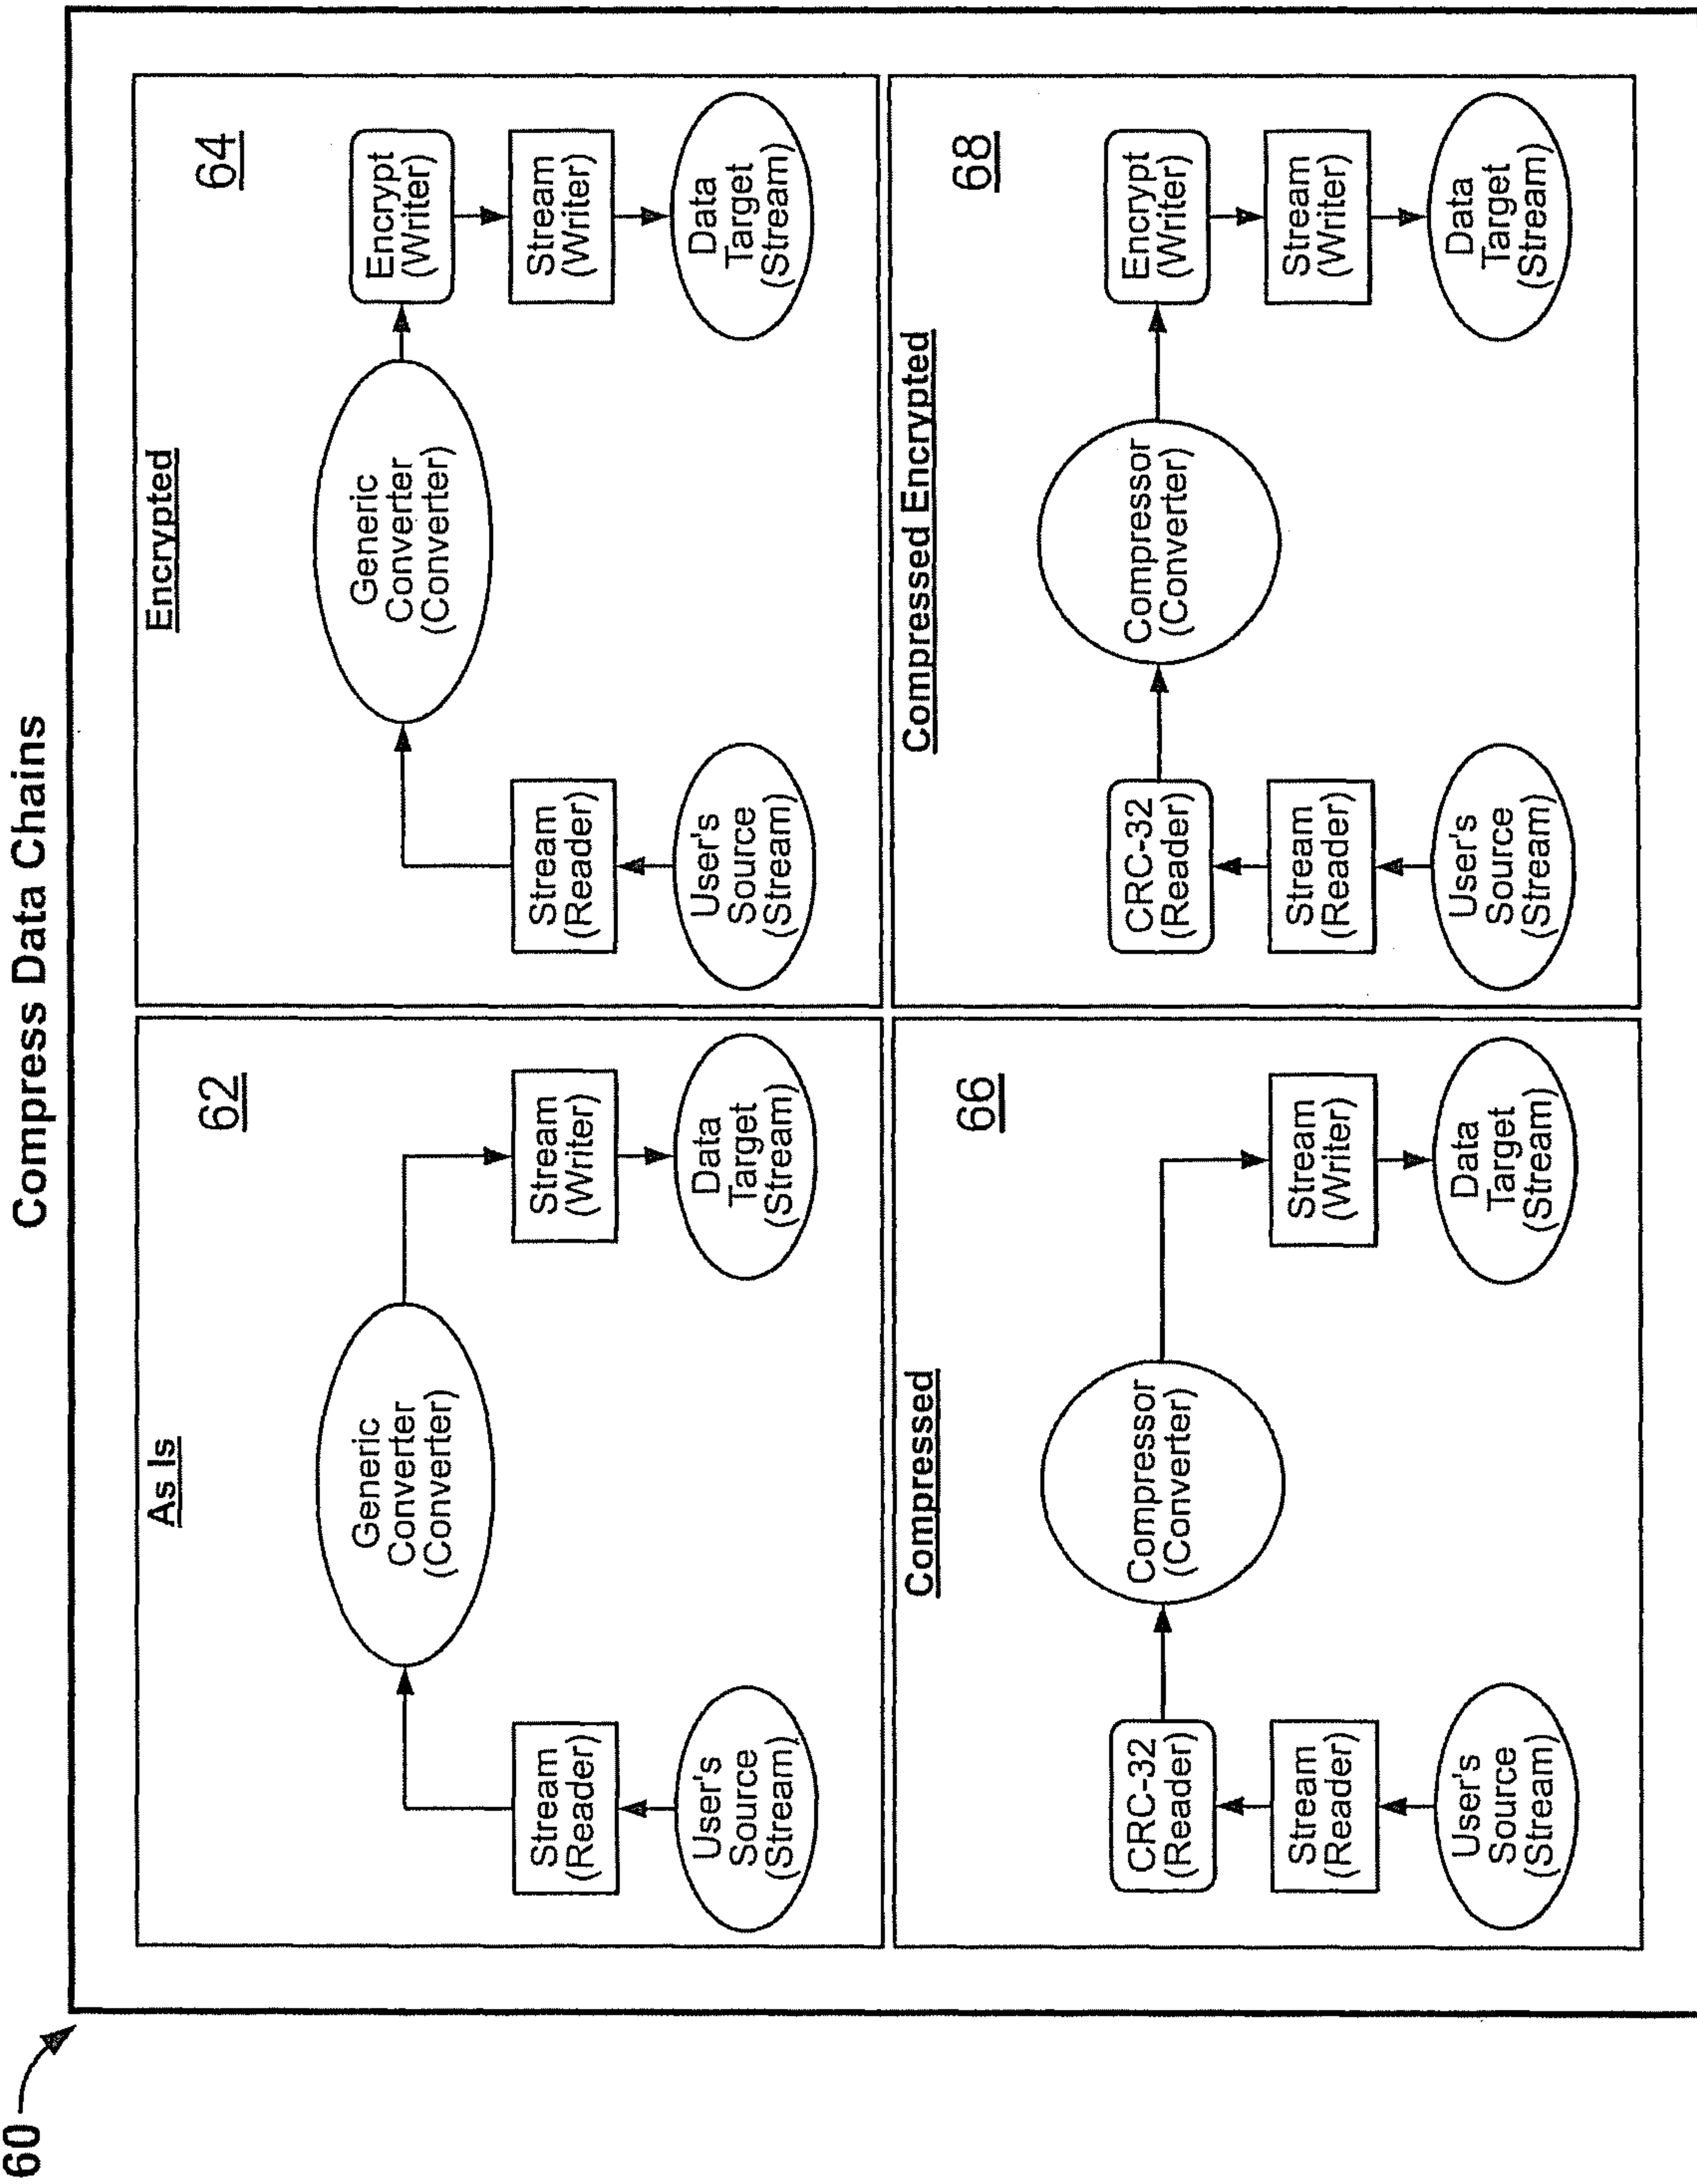 60
Compress Data Chains
As Is
62
Generic
Converter
(Converter)
Stream
(Reader)
User's
Source
(Stream)
Stream
(Writer)
Data
Target
(Stream)
Encrypted
64
Generic
Converter
(Converter)
Encrypt
(Writer)
Stream
(Reader)
User's
Source
(Stream)
Stream
(Writer)
Data
Target
(Stream)
Compressed
66
CRC-32
(Reader)
Compressor
(Converter)
Stream
(Reader)
User's
Source
(Stream)
Stream
(Writer)
Data
Target
(Stream)
Compressed Encrypted
68
CRC-32
(Reader)
Compressor
(Converter)
Encrypt
(Writer)
Stream
(Reader)
User's
Source
(Stream)
Stream
(Writer)
Data
Target
(Stream)